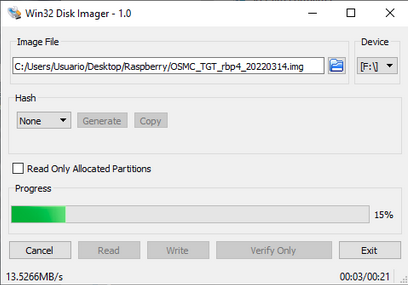 Win32 Disk Imager - 1.0
Image File
Device
C:/Users/Usuario/Desktop/Raspberry/OSMC_TGT_rbp4_20220314.img
[F:\]
Hash
None
Generate
Copy
Read Only Allocated Partitions
Progress
15%
Cancel
Read
Write
Verify Only
Exit
13.5266MB/s
00:03/00:21